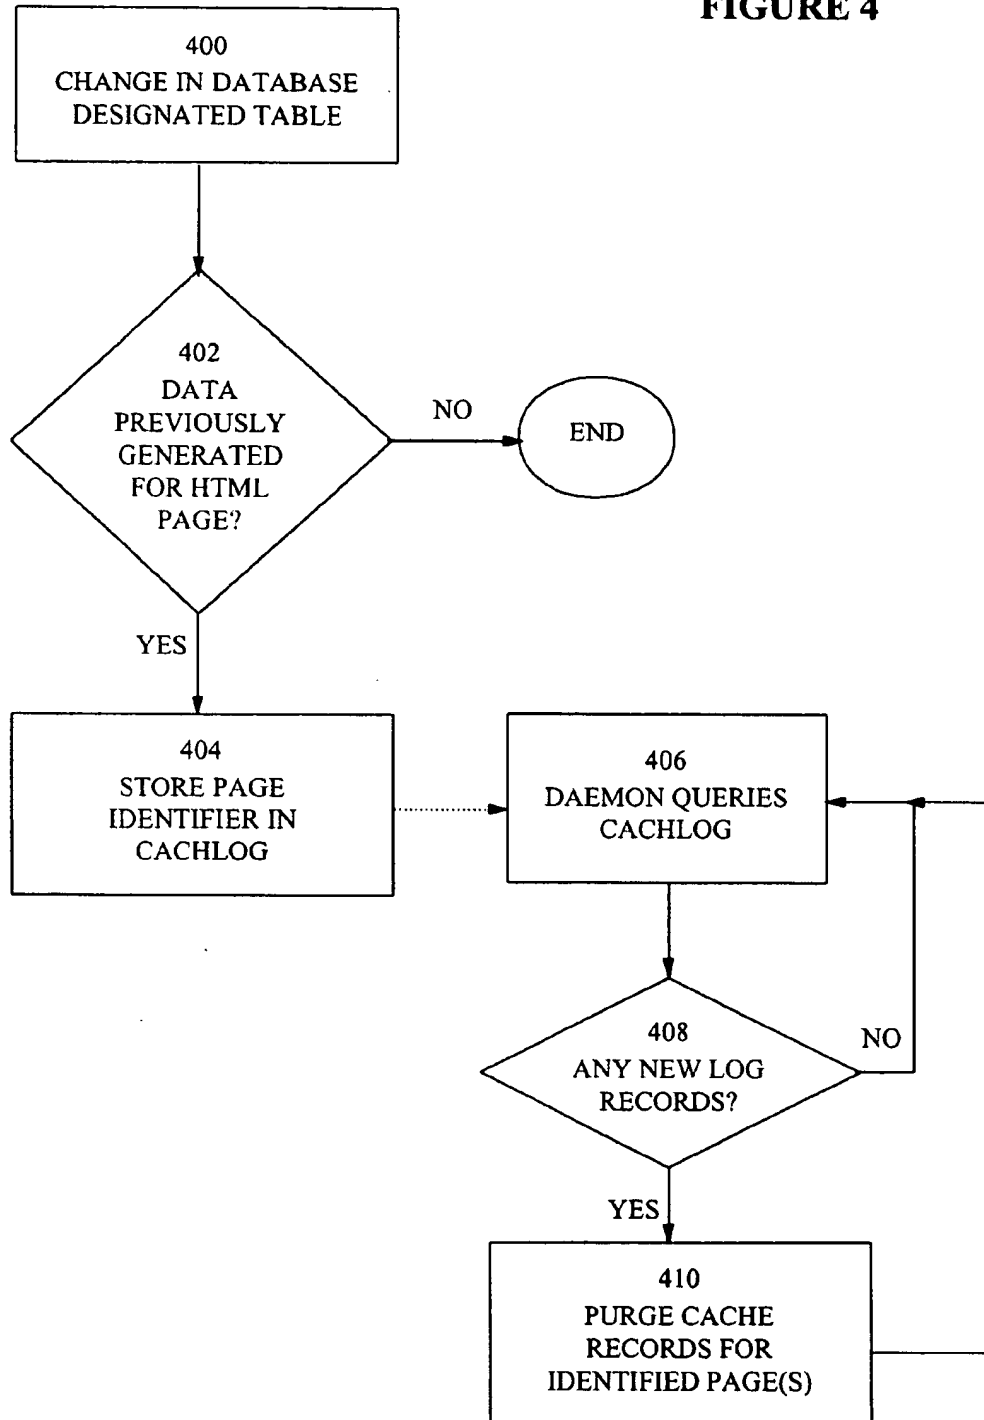 FIGURE 4
400
CHANGE IN DATABASE
DESIGNATED TABLE
402
DATA
PREVIOUSLY
GENERATED
FOR HTML
PAGE?
NO
END
YES
404
STORE PAGE
IDENTIFIER IN
CACHLOG
406
DAEMON QUERIES
CACHLOG
408
ANY NEW LOG
RECORDS?
NO
YES
410
PURGE CACHE
RECORDS FOR
IDENTIFIED PAGE(S)